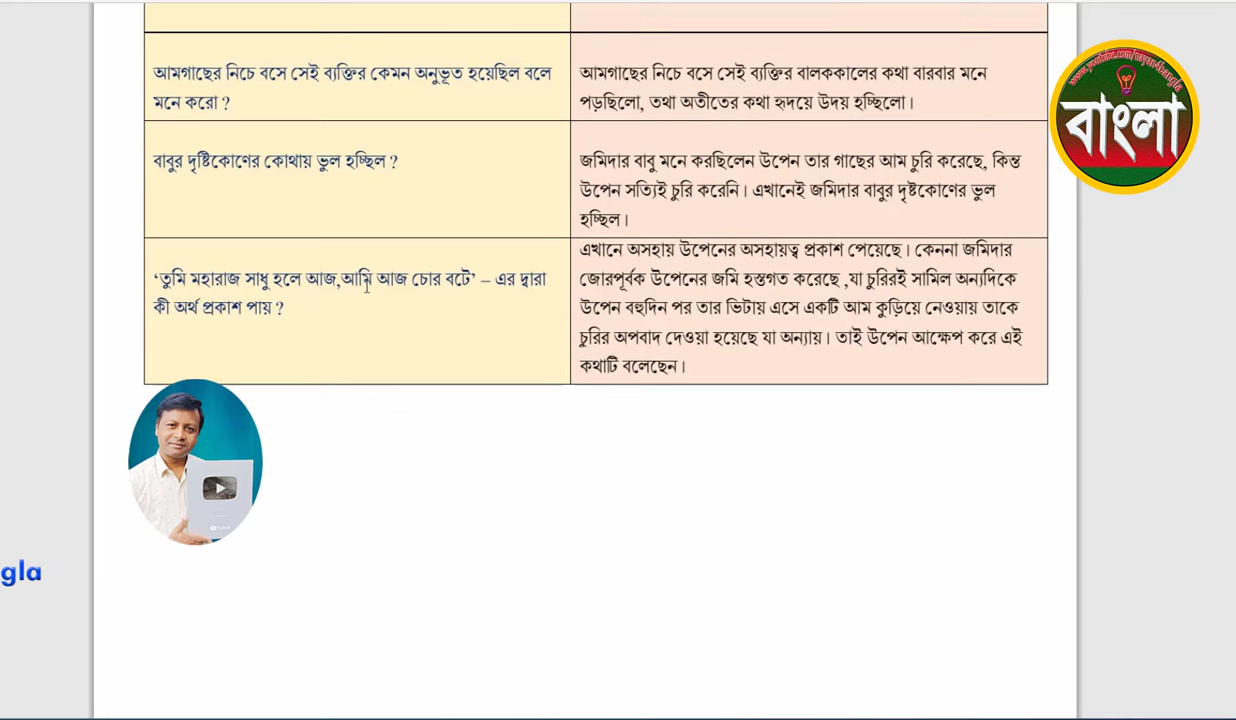 আমগাছের নিচে বসে সেই ব্যক্তির কেমন অনুভূত হয়েছিল বলে
মনে করো ?
আমগাছের নিচে বসে সেই ব্যক্তির বালককালের কথা বারবার মনে
পড়ছিলো, তথা অতীতের কথা হৃদয়ে উদয় হচ্ছিলো।
বাবুর দৃষ্টিকোণের কোথায় ভুল হচ্ছিল ?
জমিদার বাবু মনে করছিলেন উপেন তার গাছের আম চুরি করেছে, কিন্ত
উপেন সত্যিই চুরি করেনি। এখানেই জমিদার বাবুর দৃষ্টকোণের ভুল
হচ্ছিল।
‘তুমি মহারাজ সাধু হলে আজ,আমি আজ চোর বটে’ – এর দ্বারা
কী অর্থ প্রকাশ পায় ?
এখানে অসহায় উপেনের অসহায়ত্ব প্রকাশ পেয়েছে। কেননা জমিদার
জোরপূর্বক উপেনের জমি হস্তগত করেছে ,যা চুরিরই সামিল অন্যদিকে
উপেন বহুদিন পর তার ভিটায় এসে একটি আম কুড়িয়ে নেওয়ায় তাকে
চুরির অপবাদ দেওয়া হয়েছে যা অন্যায়। তাই উপেন আক্ষেপ করে এই
কথাটি বলেছেন।
বাংলা
gla